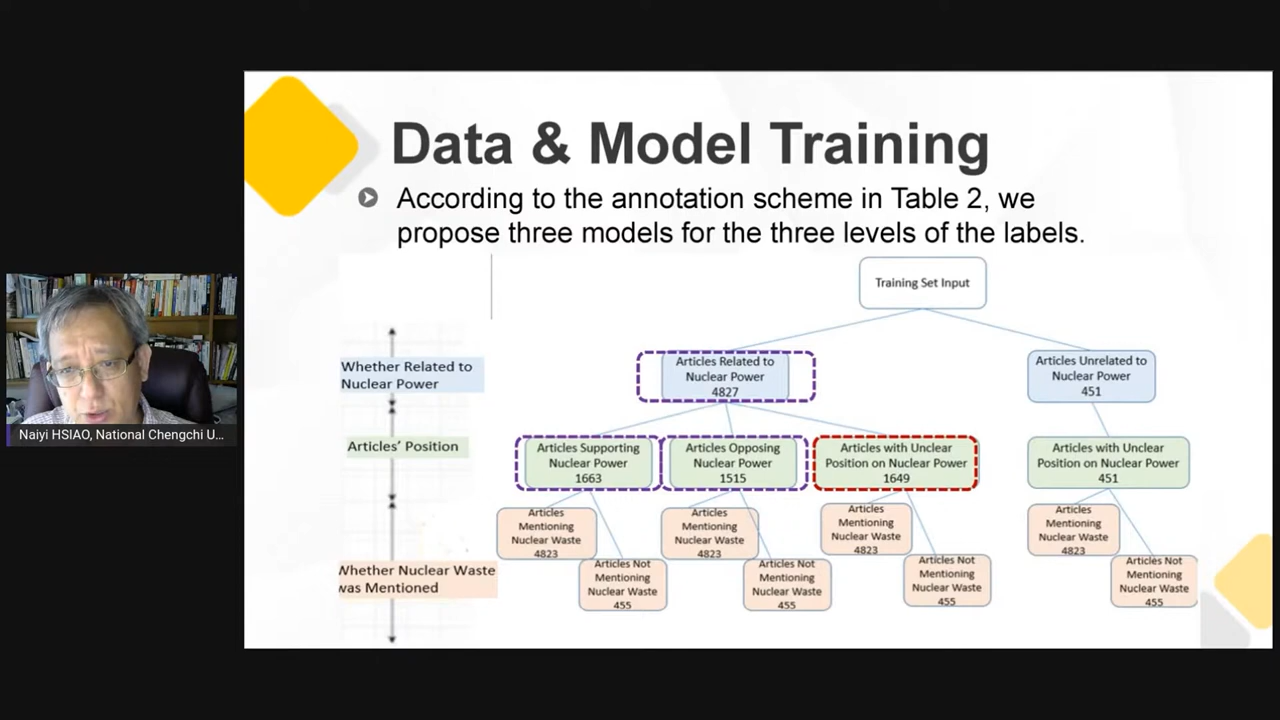 Data & Model Training
According to the annotation scheme in Table 2, we
propose three models for the three levels of the labels.
Training Set Input
Whether Related to
Nuclear Power
Articles Related to
Nuclear Power
4827
Articles Unrelated to
Nuclear Power
451
Articles' Position
Articles Supporting
Nuclear Power
1663
Articles Opposing
Nuclear Power
1515
Articles with Unclear
Position on Nuclear Power
1649
Articles with Unclear
Position on Nuclear Power
451
Whether Nuclear Waste
was Mentioned
Articles
Mentioning
Nuclear Waste
4823
Articles Not
Mentioning
Nuclear Waste
455
Articles
Mentioning
Nuclear Waste
4823
Articles Not
Mentioning
Nuclear Waste
455
Articles
Mentioning
Nuclear Waste
4823
Articles Not
Mentioning
Nuclear Waste
455
Articles
Mentioning
Nuclear Waste
4823
Articles Not
Mentioning
Nuclear Waste
455
Naiyi HSIAO, National Chengchi U...